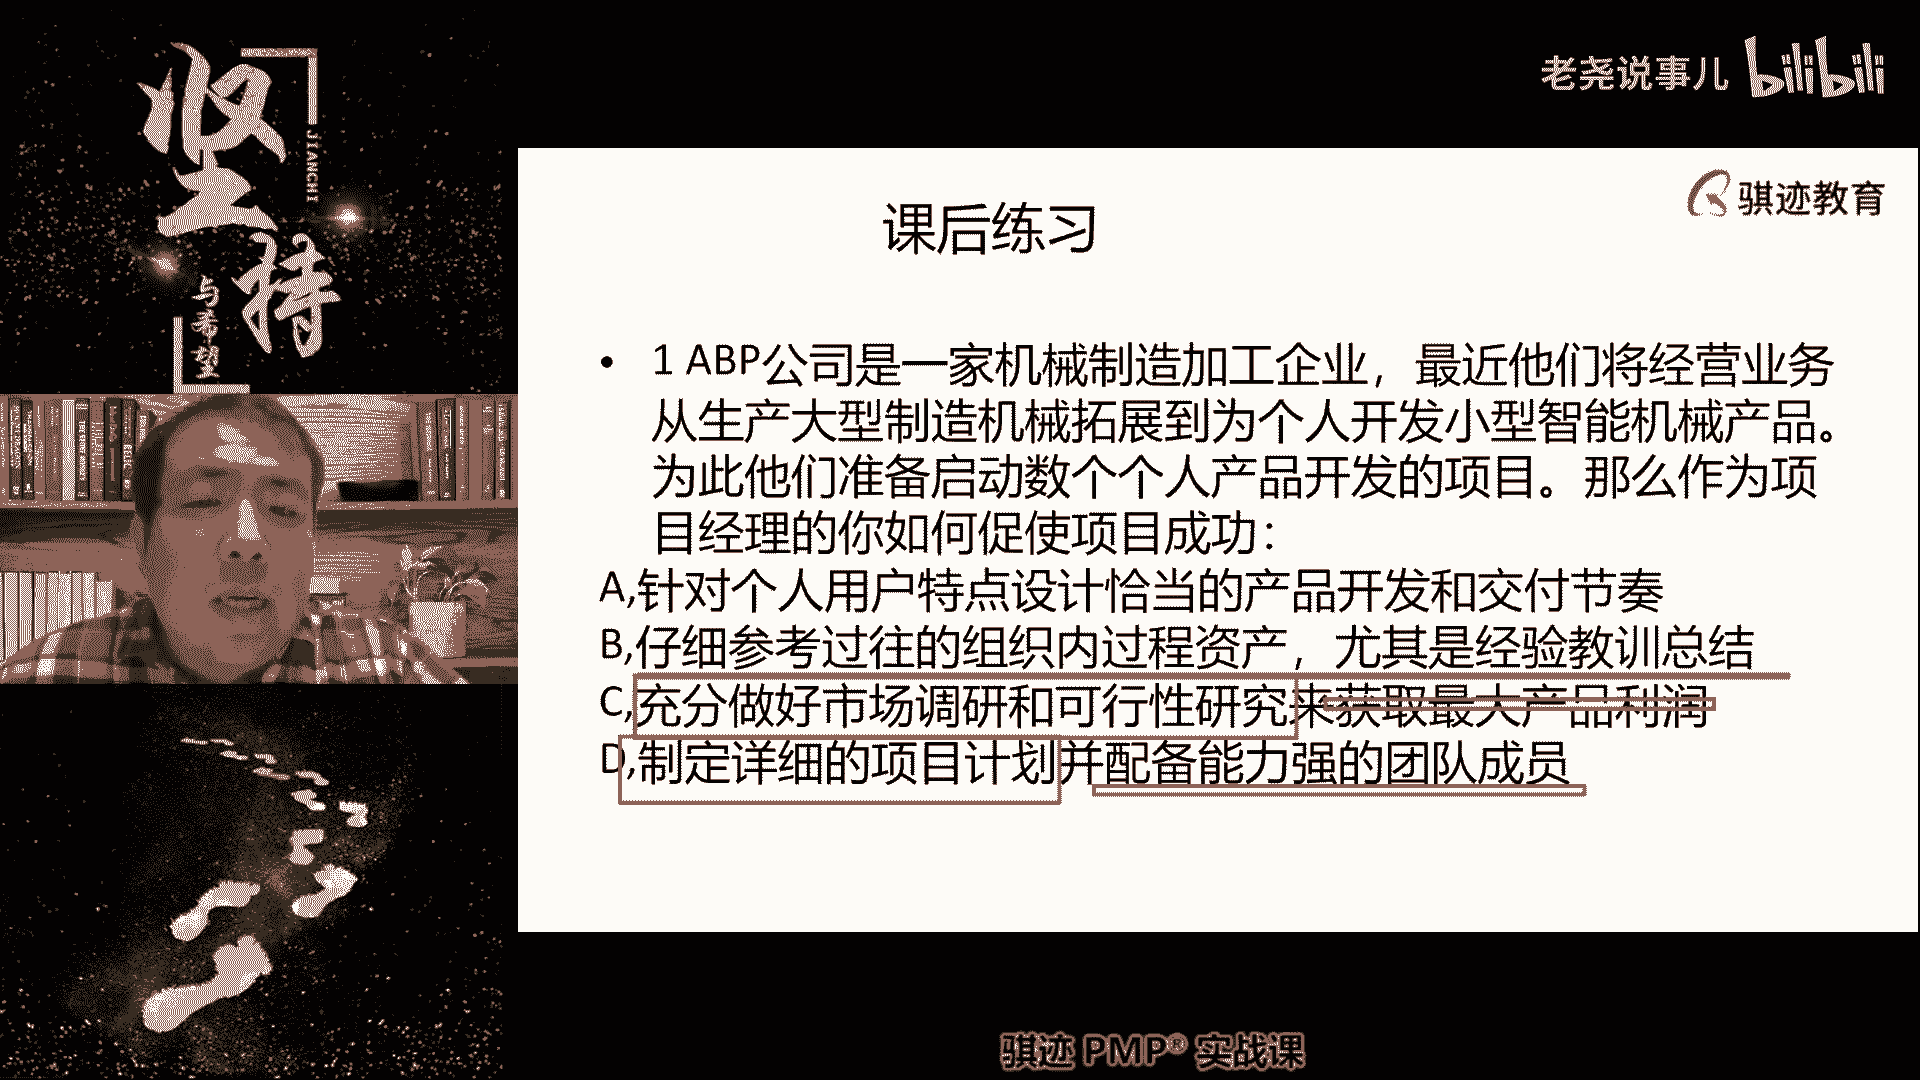 坚持
JIANCHI
与希望
老尧说事儿 bilibili
骐迹教育
课后练习
• 1 ABP公司是一家机械制造加工企业，最近他们将经营业务
从生产大型制造机械拓展到为个人开发小型智能机械产品。
为此他们准备启动数个个人产品开发的项目。那么作为项
目经理的你如何促使项目成功：
A,针对个人用户特点设计恰当的产品开发和交付节奏
B,仔细参考过往的组织内过程资产，尤其是经验教训总结
C,充分做好市场调研和可行性研究来获取最大产品利润
D,制定详细的项目计划并配备能力强的团队成员
骐迹 PMP® 实战课